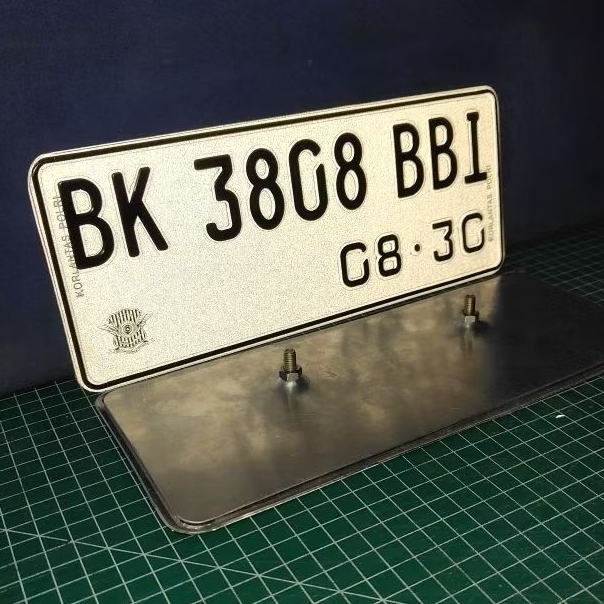 BK 3808 BBI
08·30
KORLANTAS POLRI
KORLANTAS POLRI